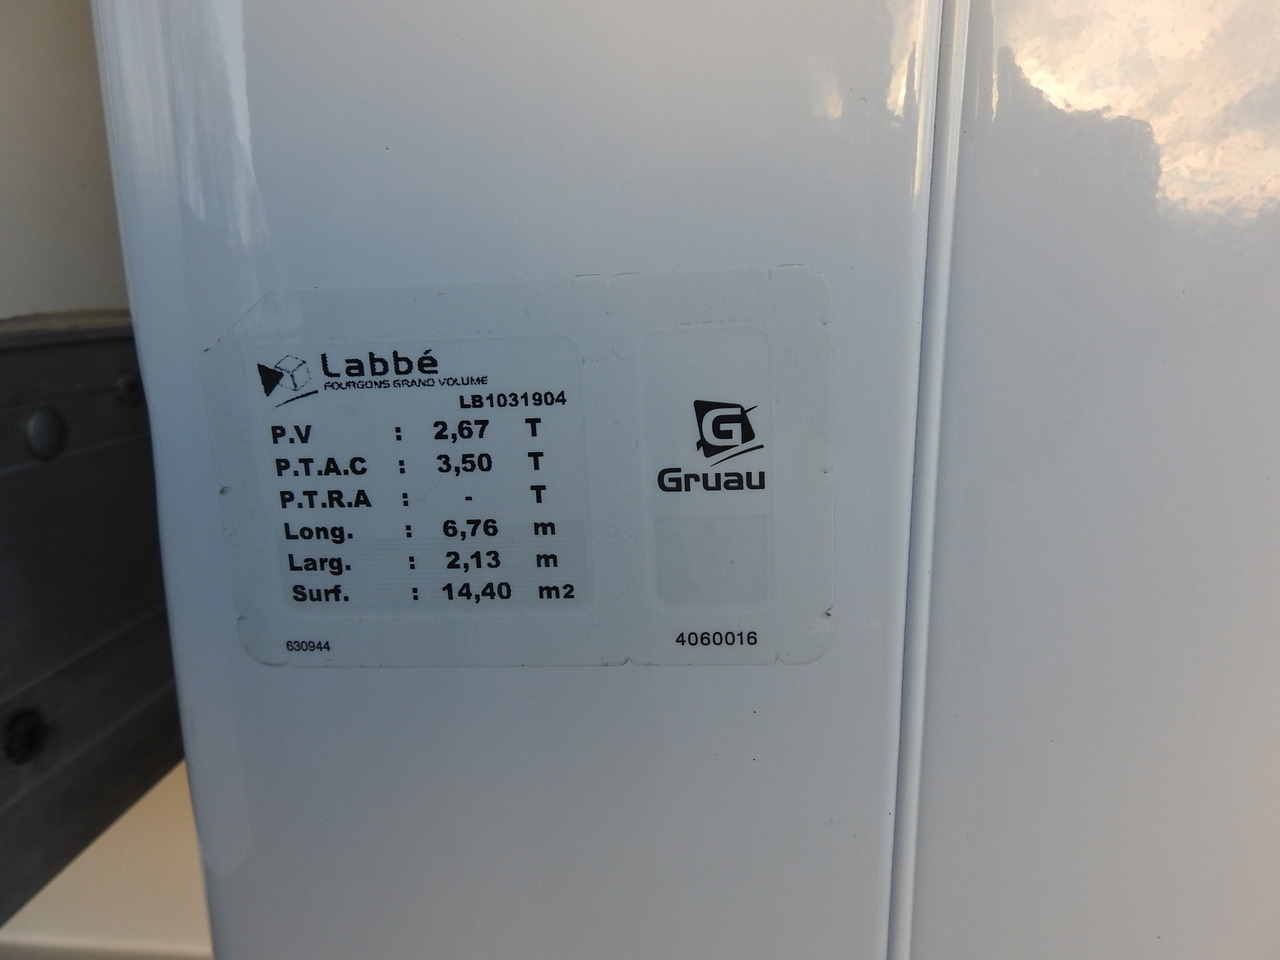 Labbé
FOURGONS GRAND VOLUME
LB1031904
P.V : 2,67 T
P.T.A.C : 3,50 T
P.T.R.A : - T
Long. : 6,76 m
Larg. : 2,13 m
Surf. : 14,40 m2
630944
G
Gruau
4060016